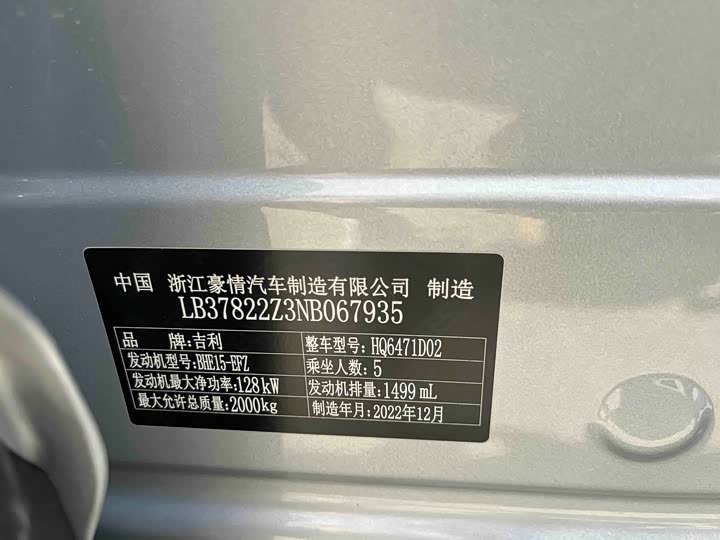 中国 浙江豪情汽车制造有限公司 制造
LB37822Z3NB067935
品 牌:吉利 整车型号:HQ6471D02
发动机型号:BHE15-EFZ 乘坐人数:5
发动机最大净功率:128kW 发动机排量:1499mL
最大允许总质量:2000kg 制造年月:2022年12月